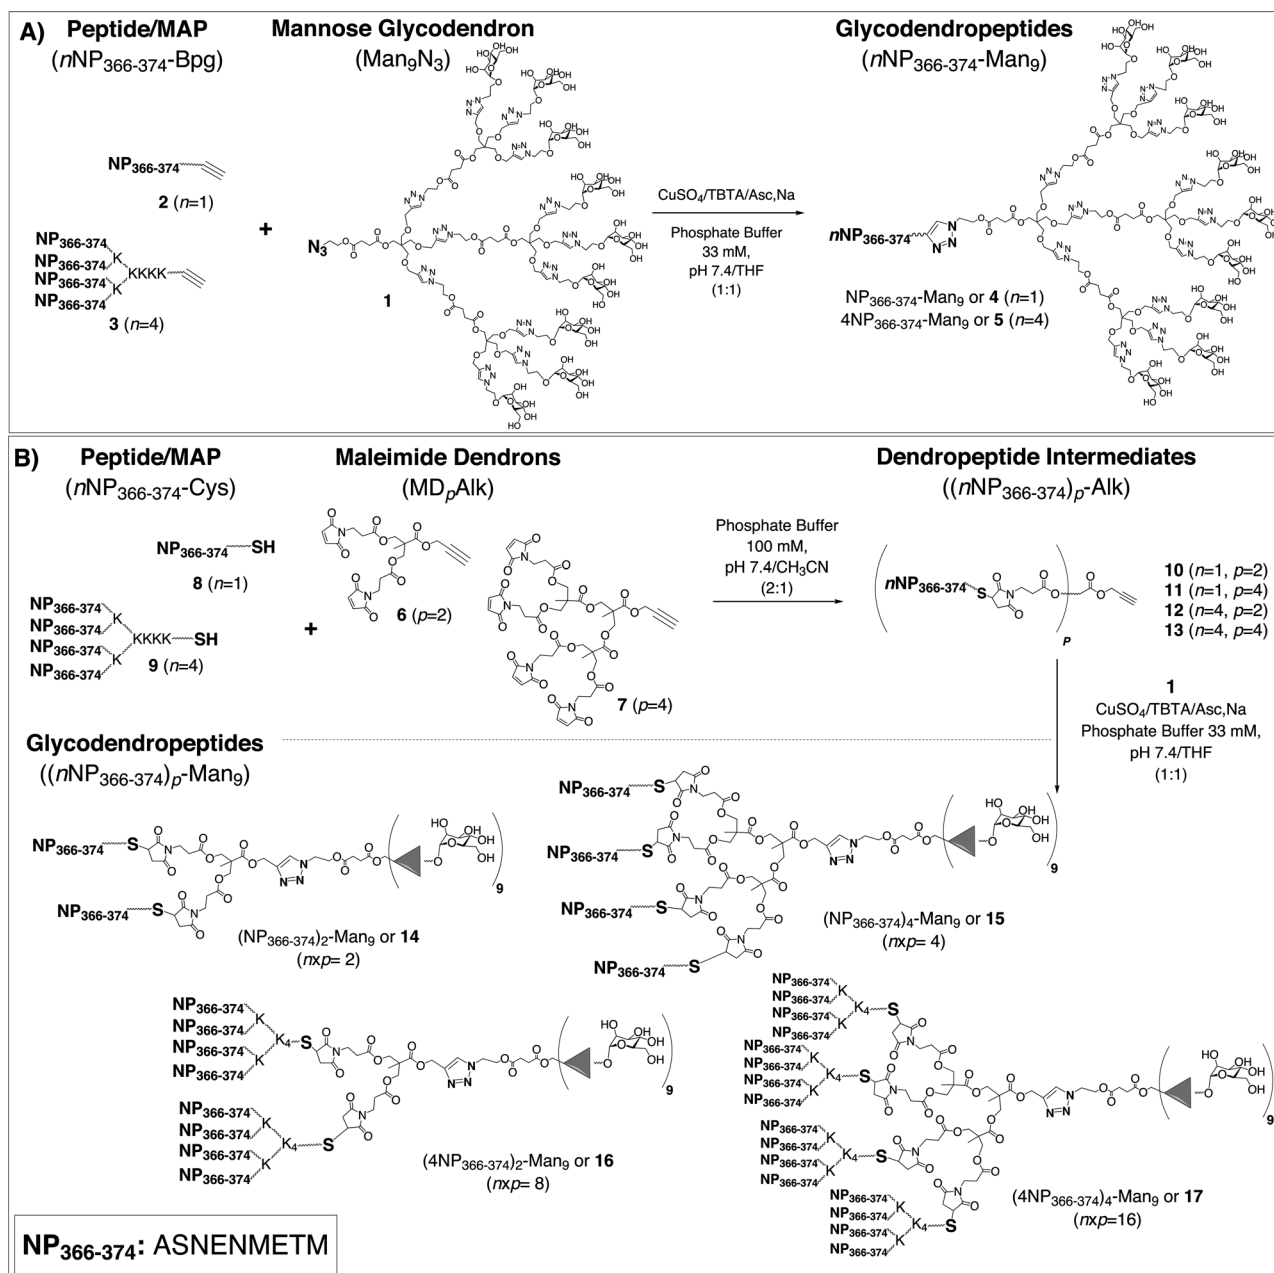 A)
Peptide/MAP
(nNP366-374-Bpg)
Mannose Glycodendron
(Man9N3)
Glycodendropeptides
(nNP366-374-Man9)
NP366-374
2 (n=1)
+
NP366-374
NP366-374
NP366-374
NP366-374
K
K
KKKK
3 (n=4)
N3
1
CuSO4/TBTA/Asc,Na
Phosphate Buffer
33 mM,
pH 7.4/THF
(1:1)
nNP366-374
NP366-374-Man9 or 4 (n=1)
4NP366-374-Man9 or 5 (n=4)
B)
Peptide/MAP
(nNP366-374-Cys)
Maleimide Dendrons
(MDpAlk)
Dendropeptide Intermediates
((nNP366-374)p-Alk)
NP366-374 SH
8 (n=1)
NP366-374
NP366-374
NP366-374
NP366-374
K
K
KKKK SH
9 (n=4)
+
6 (p=2)
7 (p=4)
Phosphate Buffer
100 mM,
pH 7.4/CH3CN
(2:1)
nNP366-374
S
P
10 (n=1, p=2)
11 (n=1, p=4)
12 (n=4, p=2)
13 (n=4, p=4)
1
CuSO4/TBTA/Asc,Na
Phosphate Buffer 33 mM,
pH 7.4/THF
(1:1)
Glycodendropeptides
((nNP366-374)p-Man9)
NP366-374 S
NP366-374 S
9
(NP366-374)2-Man9 or 14
(nxp= 2)
NP366-374 S
NP366-374 S
NP366-374 S
NP366-374 S
9
(NP366-374)4-Man9 or 15
(nxp= 4)
NP366-374
NP366-374
NP366-374
NP366-374
K
K
K4 S
NP366-374
NP366-374
NP366-374
NP366-374
K
K
K4 S
9
(4NP366-374)2-Man9 or 16
(nxp= 8)
NP366-374
NP366-374
NP366-374
NP366-374
K
K
K4 S
NP366-374
NP366-374
NP366-374
NP366-374
K
K
K4 S
NP366-374
NP366-374
NP366-374
NP366-374
K
K
K4 S
NP366-374
NP366-374
NP366-374
NP366-374
K
K
K4 S
9
(4NP366-374)4-Man9 or 17
(nxp=16)
NP366-374: ASNENMETM